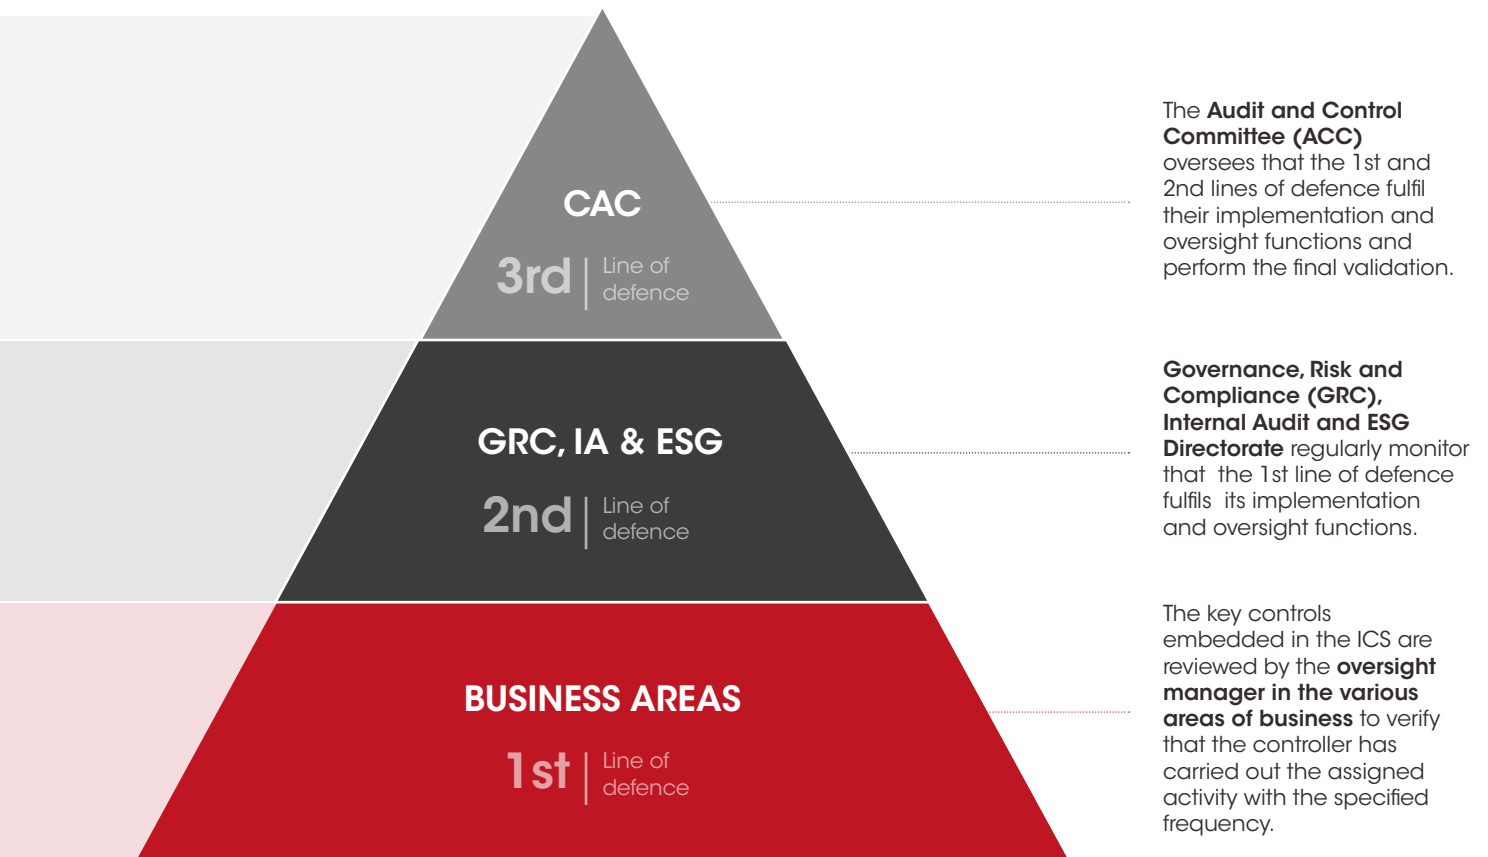 CAC
3rd
Line of
defence
The Audit and Control
Committee (ACC)
oversees that the 1st and
2nd lines of defence fulfil
their implementation and
oversight functions and
perform the final validation.
GRC, IA & ESG
2nd
Line of
defence
Governance, Risk and
Compliance (GRC),
Internal Audit and ESG
Directorate regularly monitor
that the 1st line of defence
fulfils its implementation
and oversight functions.
BUSINESS AREAS
1st
Line of
defence
The key controls
embedded in the ICS are
reviewed by the oversight
manager in the various
areas of business to verify
that the controller has
carried out the assigned
activity with the specified
frequency.